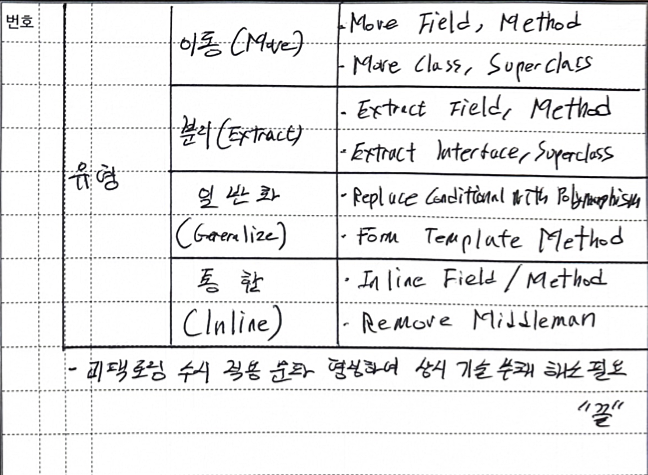 번호
유형
이동(Move)
- Move Field, Method
- Move Class, Superclass
분리(Extract)
- Extract Field, Method
- Extract Interface, Superclass
일반화
(Generalize)
- Replace Conditional With Polymorphism
- Form Template Method
통합
(Inline)
- Inline Field/Method
- Remove Middleman
- 리팩토링 수시 적용 문화 형성하여 상시 기술 부채 해소 필요
"끝"